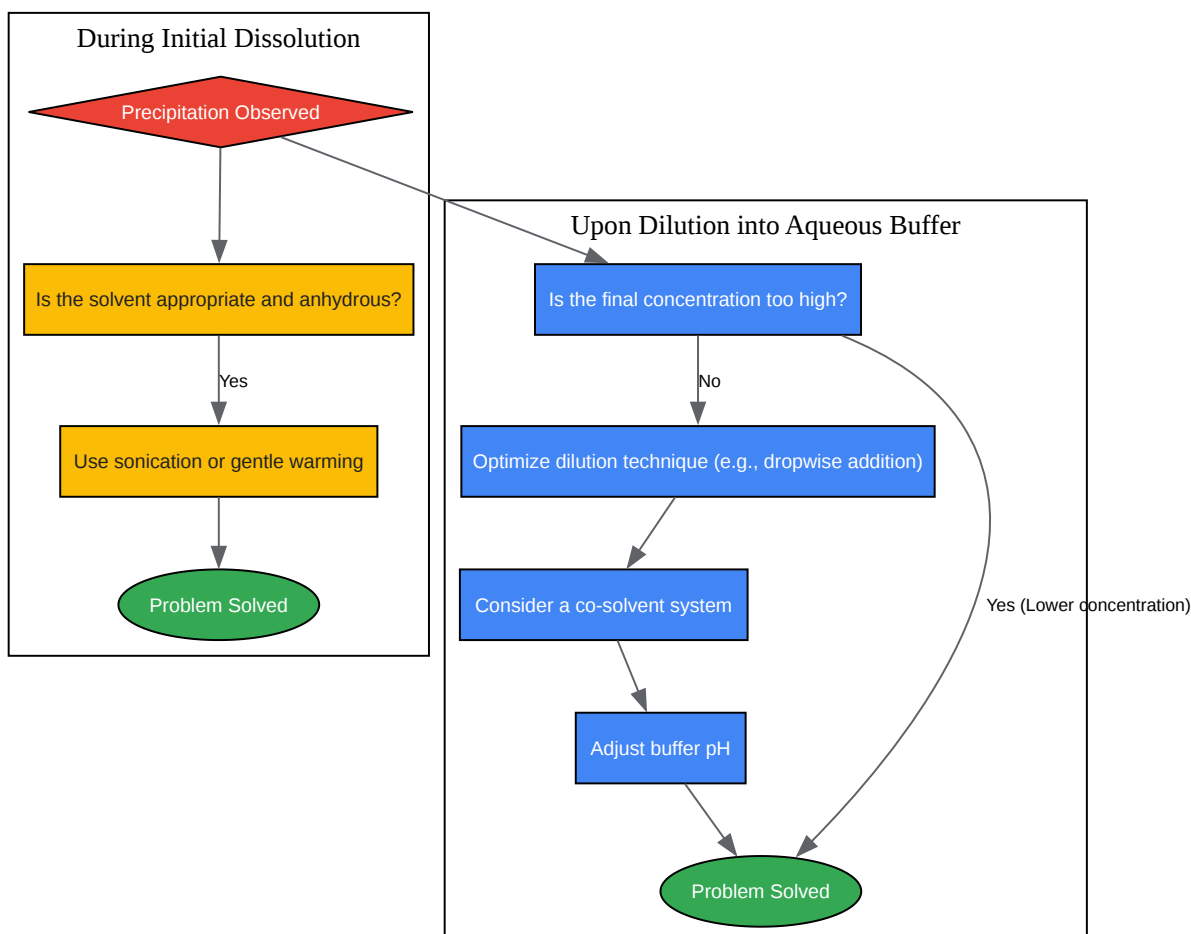 During Initial Dissolution
Precipitation Observed
Is the solvent appropriate and anhydrous?
Yes
Use sonication or gentle warming
Problem Solved
Upon Dilution into Aqueous Buffer
Is the final concentration too high?
No
Optimize dilution technique (e.g., dropwise addition)
Consider a co-solvent system
Yes (Lower concentration)
Adjust buffer pH
Problem Solved